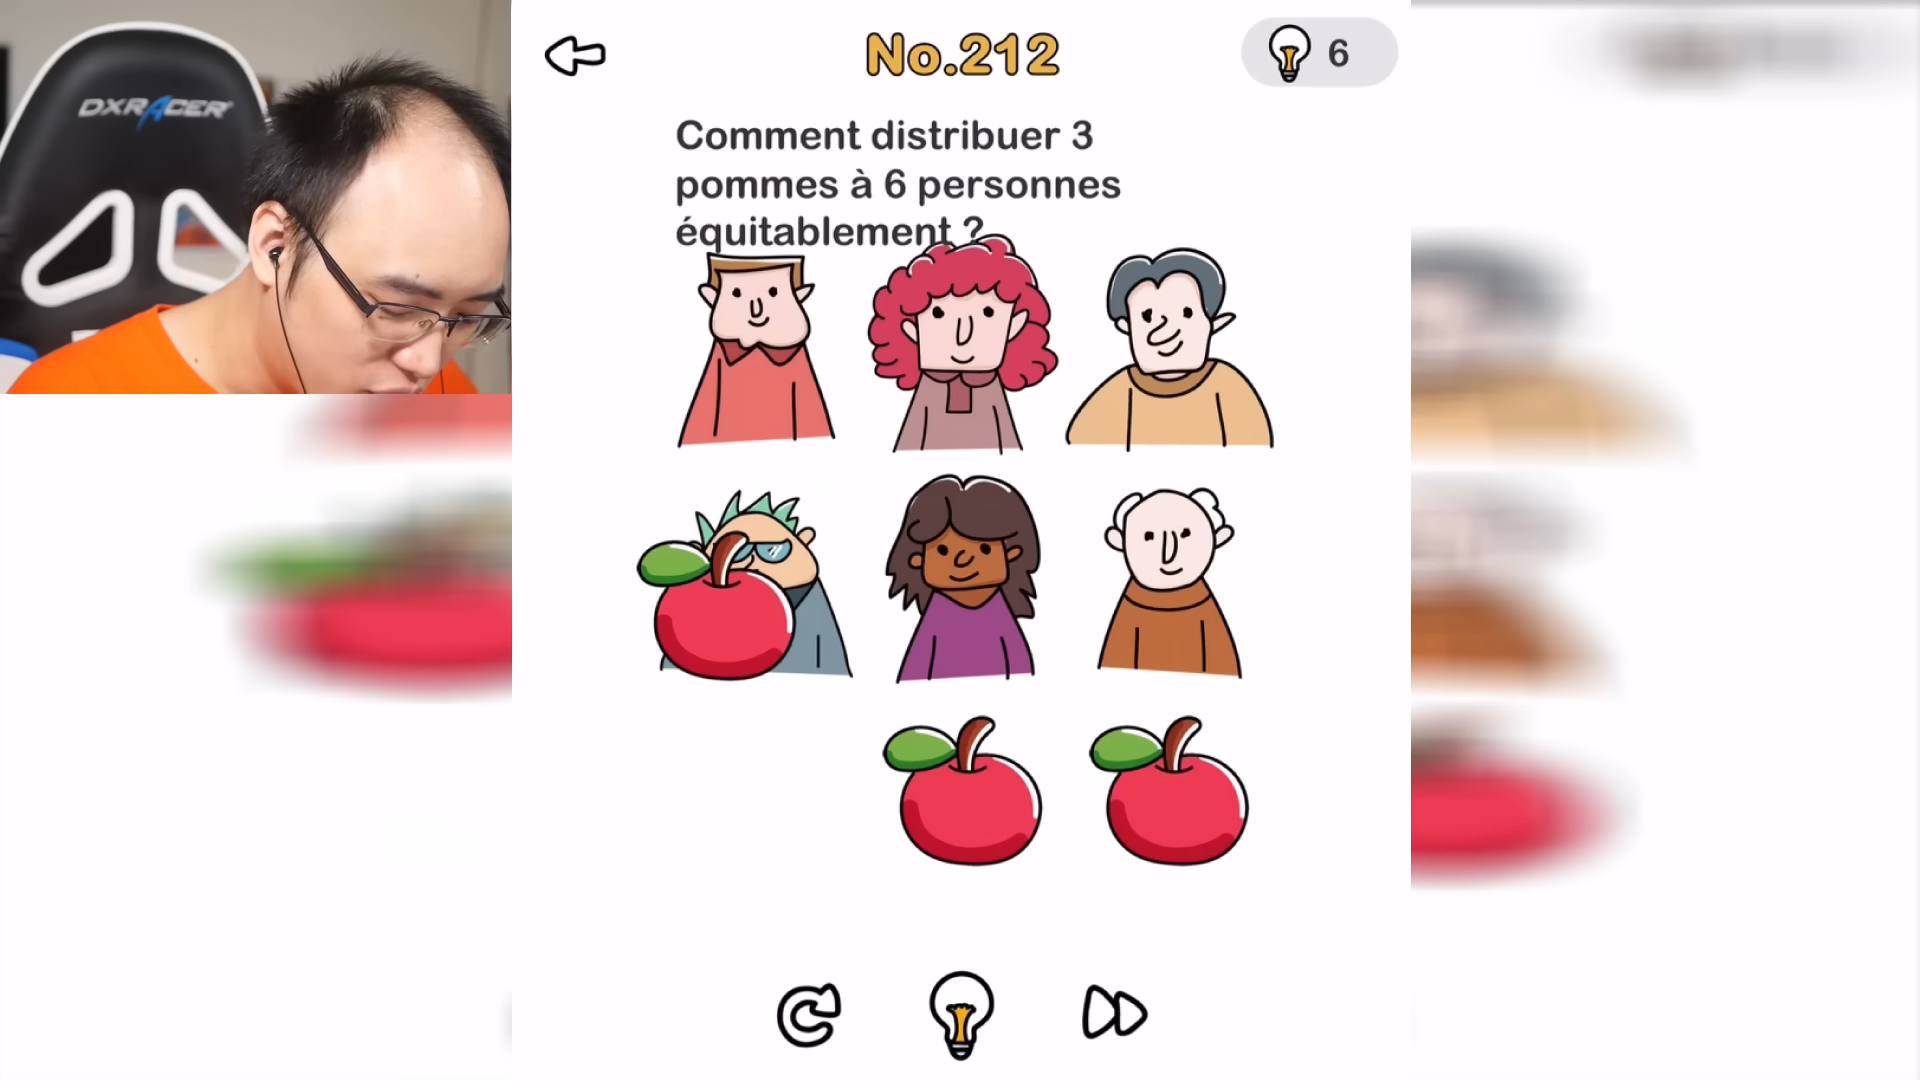 DXRACER
No.212
6
Comment distribuer 3
pommes à 6 personnes
équitablement ?